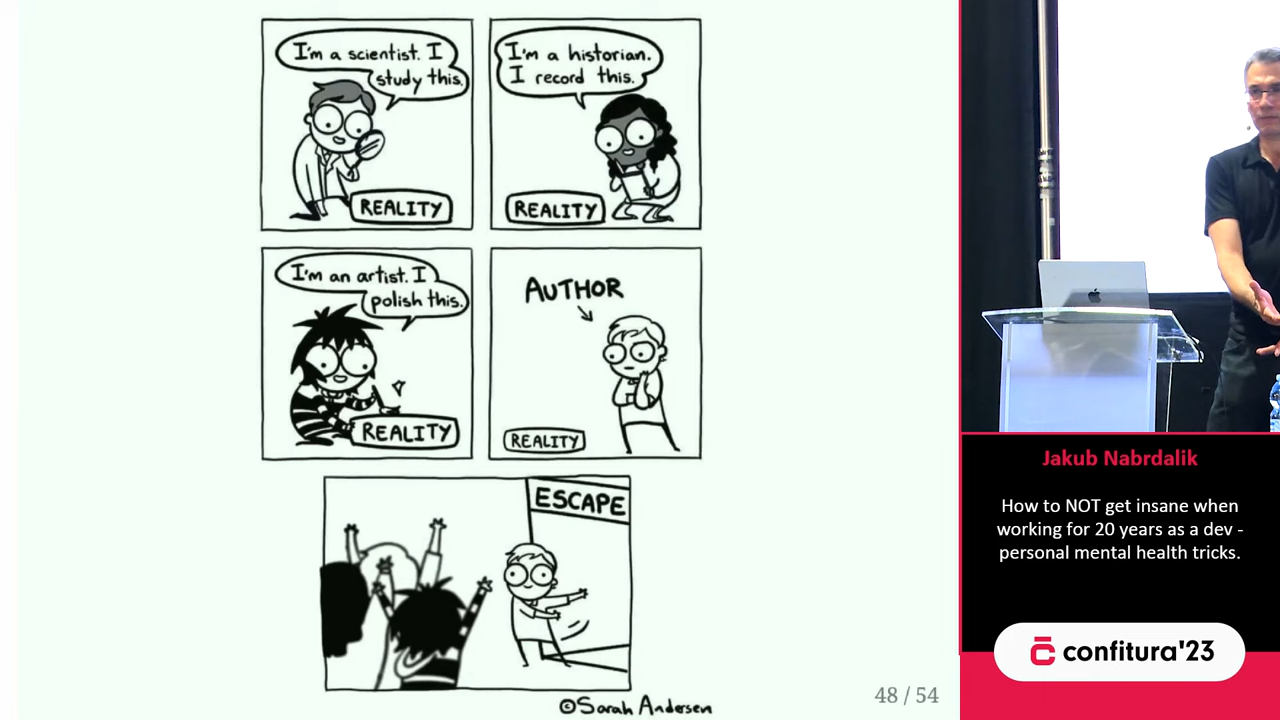 I'm a scientist. I
study this.
REALITY
I'm a historian.
I record this.
REALITY
I'm an artist. I
polish this.
REALITY
AUTHOR
REALITY
ESCAPE
©Sarah Andersen
48 / 54
Jakub Nabrdalik
How to NOT get insane when
working for 20 years as a dev -
personal mental health tricks.
confitura'23